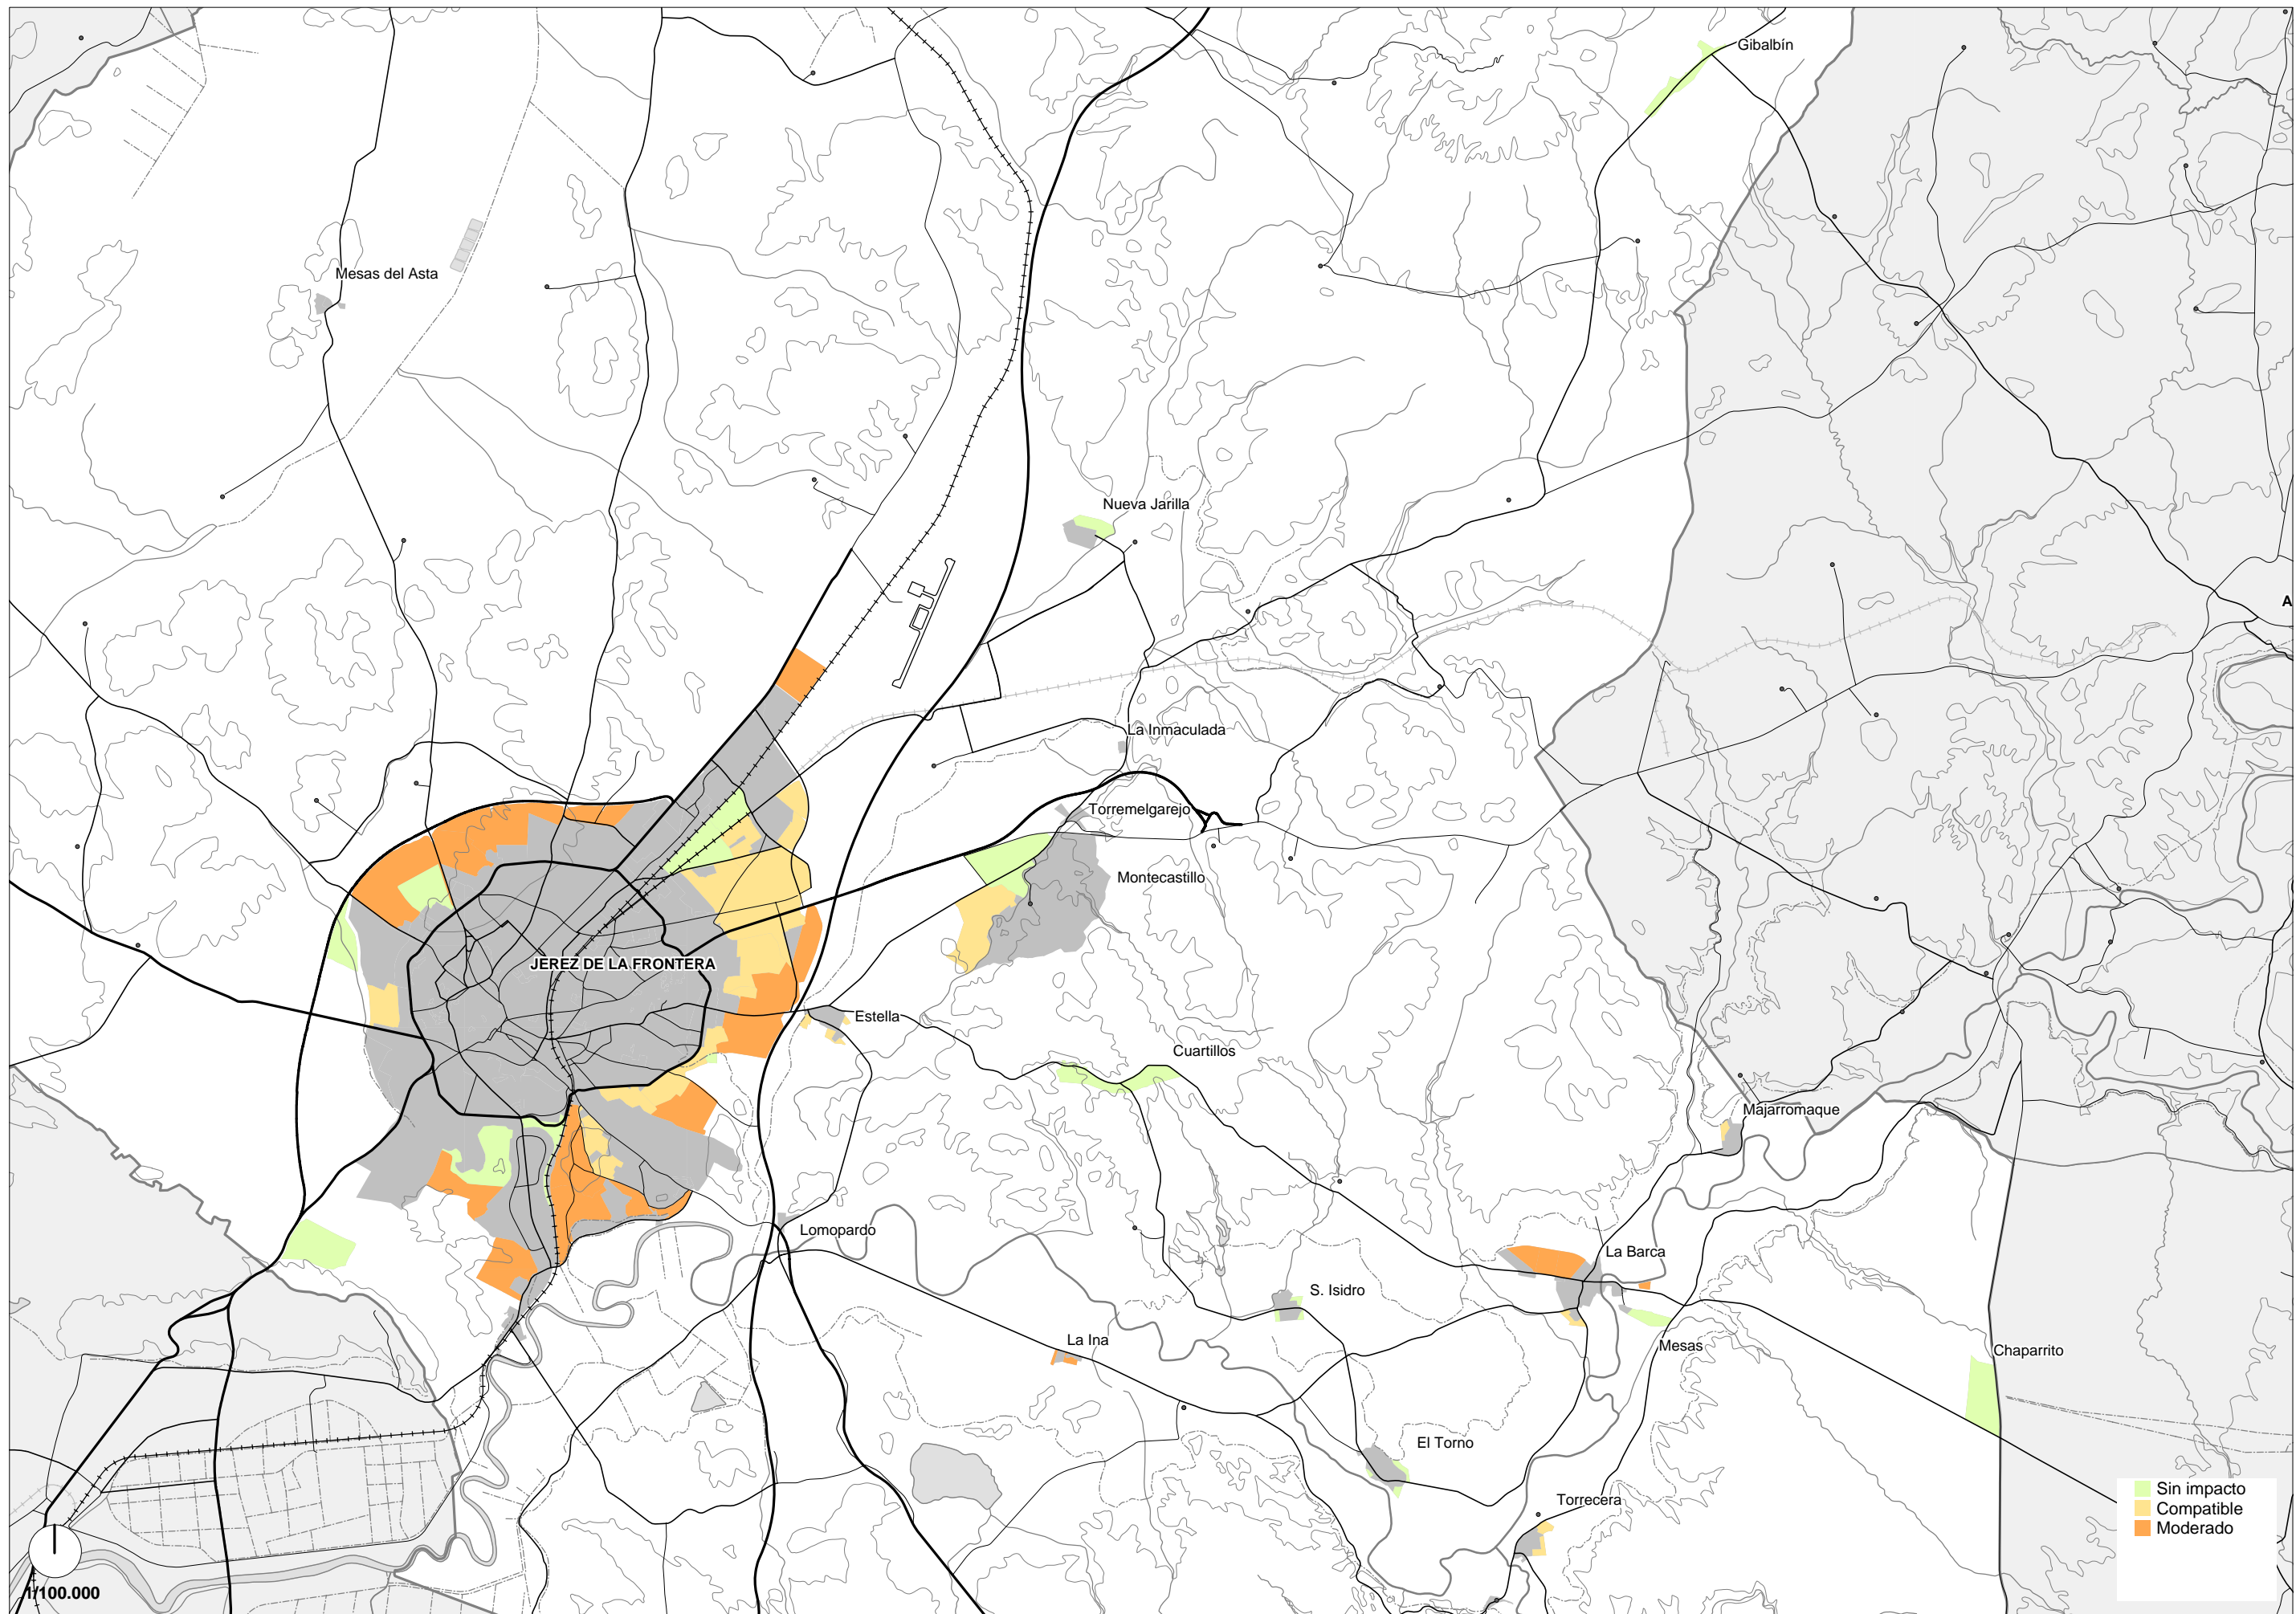 Gibalbín
Mesas del Asta
Nueva Jarilla
A
La Inmaculada
Torremelgarejo
Montecastillo
JEREZ DE LA FRONTERA
Estella
Cuartillos
Majarromaque
Lomopardo
La Barca
S. Isidro
La Ina
Mesas
Chaparrito
El Torno
Torrecera
Sin impacto
Compatible
Moderado
1/100.000